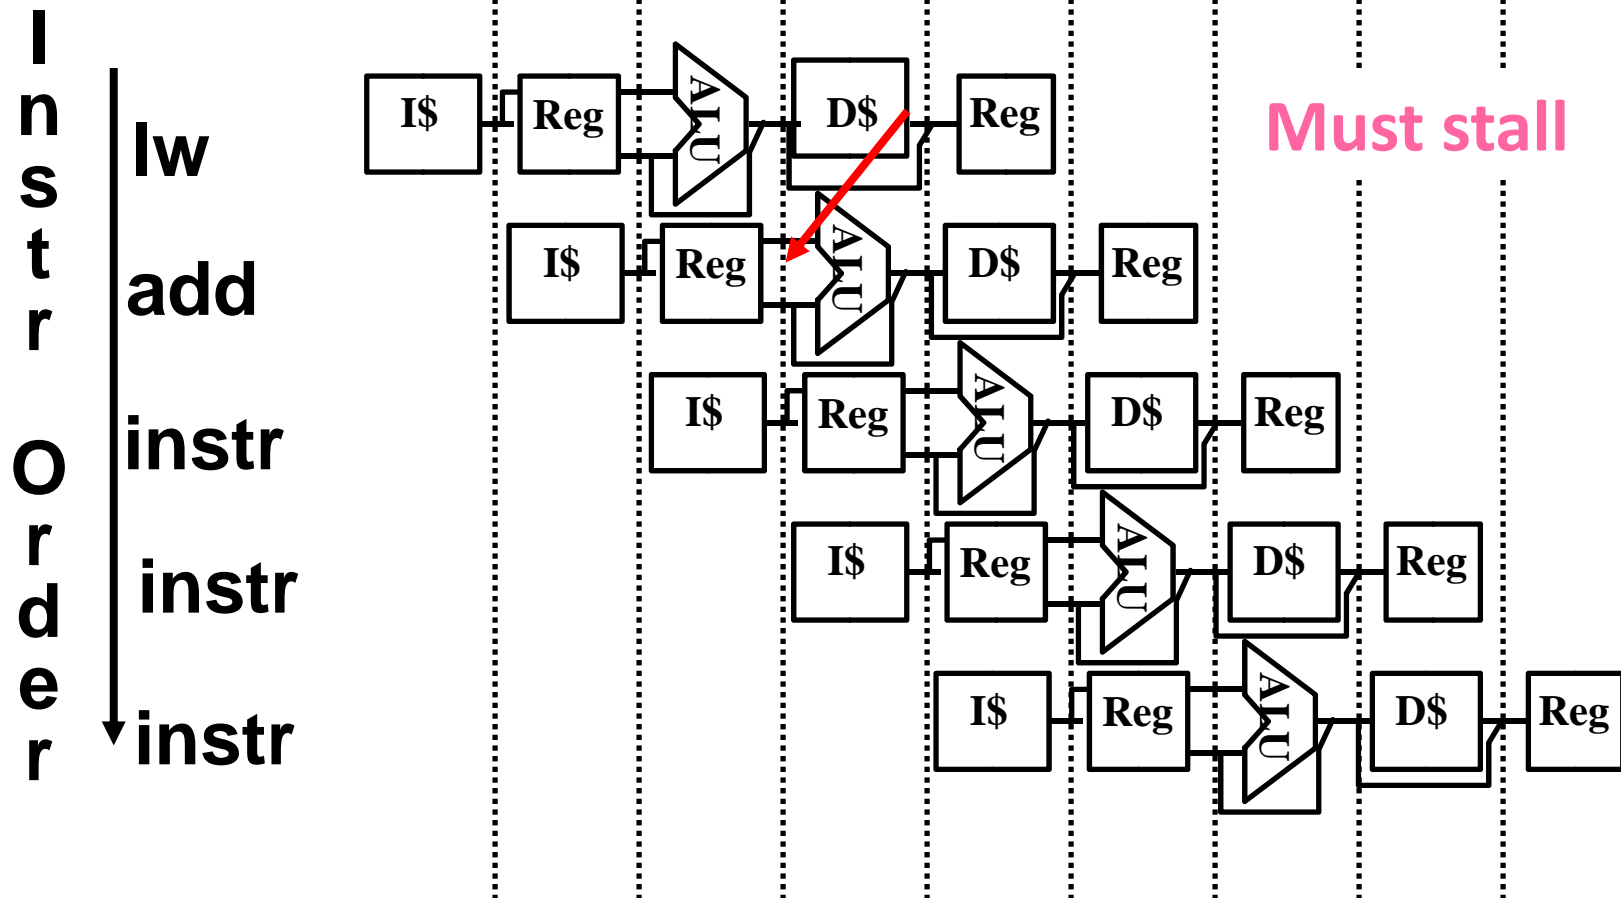 Instr Order
lw
I$ Reg ALU D$ Reg
Must stall
add
I$ Reg ALU D$ Reg
instr
I$ Reg ALU D$ Reg
instr
I$ Reg ALU D$ Reg
instr
I$ Reg ALU D$ Reg